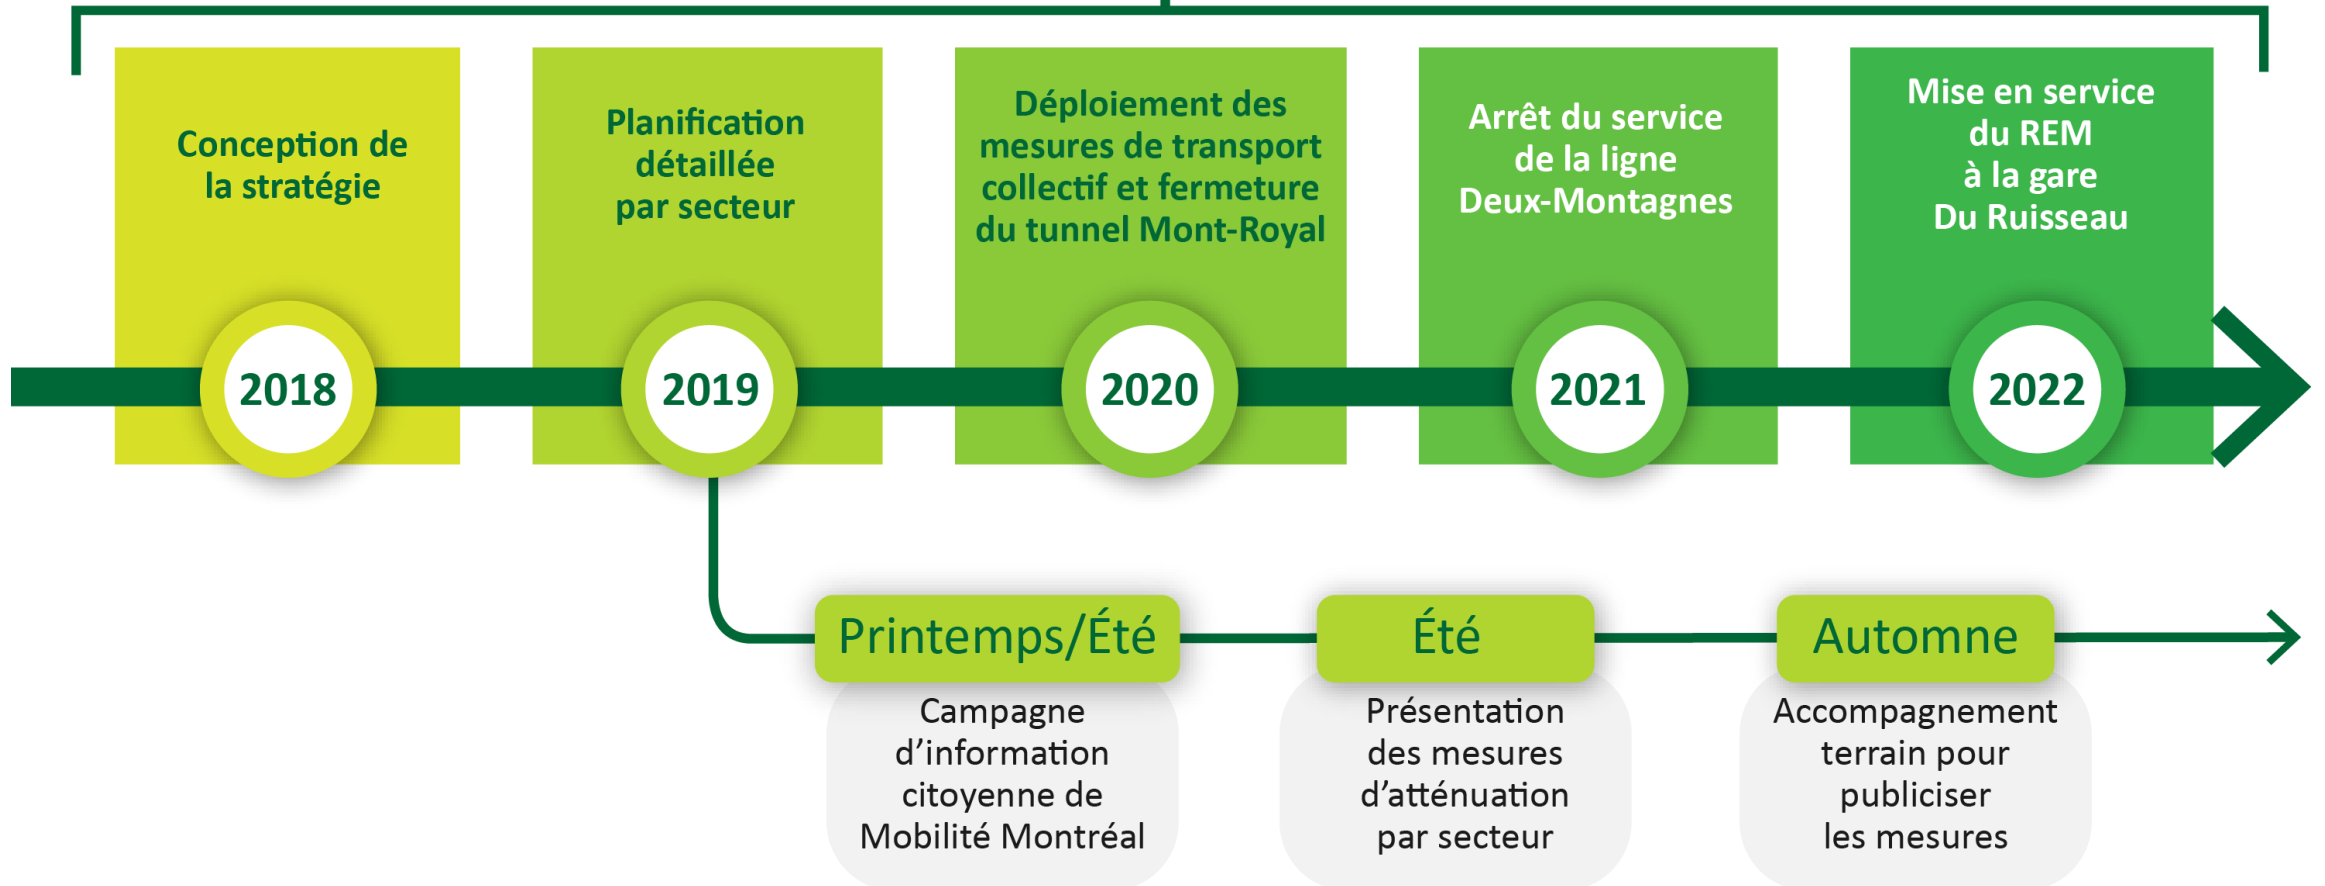 Conception de
la stratégie
2018
Planification
détaillée
par secteur
2019
Déploiement des
mesures de transport
collectif et fermeture
du tunnel Mont-Royal
2020
Arrêt du service
de la ligne
Deux-Montagnes
2021
Mise en service
du REM
à la gare
Du Ruisseau
2022
Printemps/Été
Campagne
d’information
citoyenne de
Mobilité Montréal
Été
Présentation
des mesures
d’atténuation
par secteur
Automne
Accompagnement
terrain pour
publiciser
les mesures